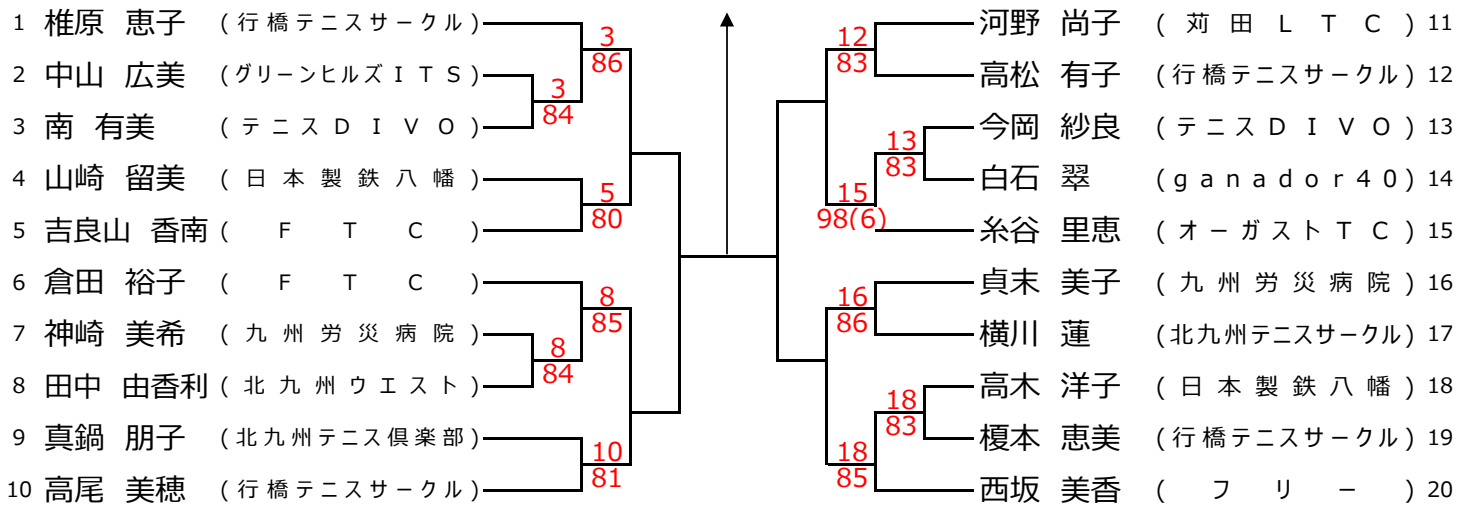 1 椎原 恵子 (行橋テニスサークル)
3
86
2 中山 広美 (グリーンヒルズITS)
3
84
3 南 有美 (テニスDIVO)
4 山崎 留美 (日本製鉄八幡)
5
80
5 吉良山 香南 (FTC)
6 倉田 裕子 (FTC)
8
85
7 神崎 美希 (九州労災病院)
8
84
8 田中 由香利 (北九州ウエスト)
9 真鍋 朋子 (北九州テニス倶楽部)
10
81
10 高尾 美穂 (行橋テニスサークル)
河野 尚子 (苅田LTC) 11
12
83
高松 有子 (行橋テニスサークル) 12
今岡 紗良 (テニスDIVO) 13
13
83
白石 翠 (ganador40) 14
15
98(6)
糸谷 里恵 (オーガストTC) 15
貞末 美子 (九州労災病院) 16
16
86
横川 蓮 (北九州テニスサークル) 17
高木 洋子 (日本製鉄八幡) 18
18
83
榎本 恵美 (行橋テニスサークル) 19
18
85
西坂 美香 (フリー) 20